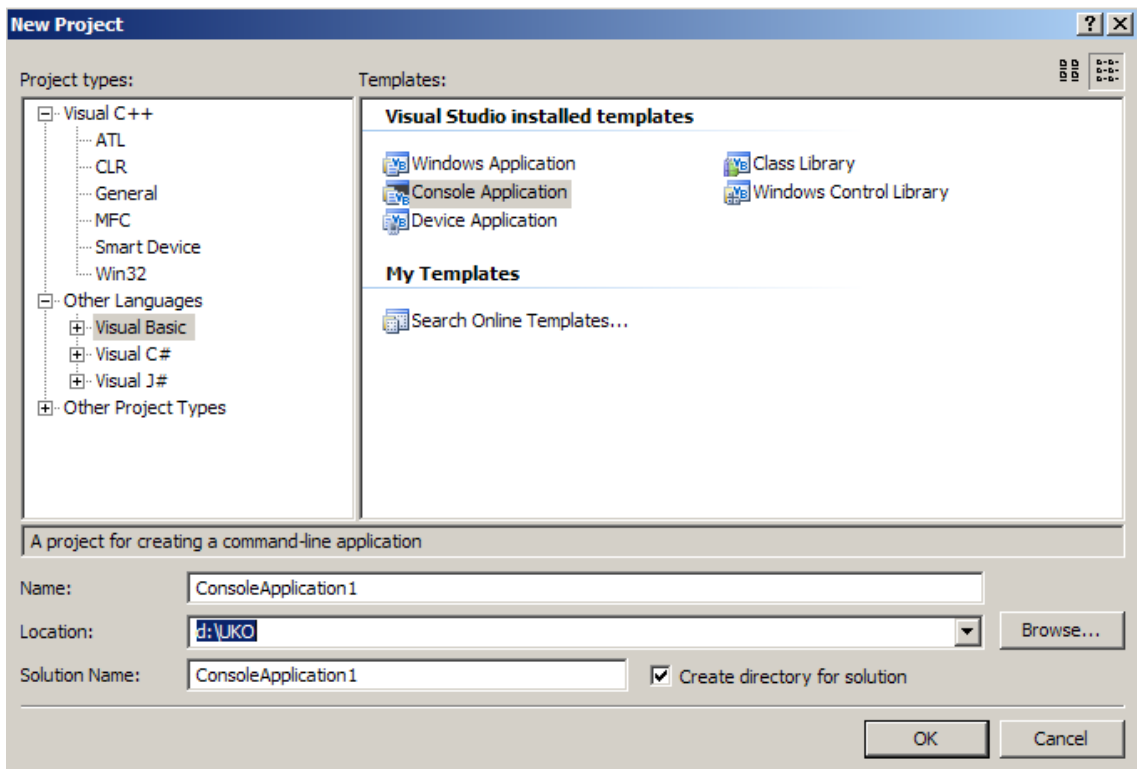 New Project
Project types:
Templates:
Visual C++
ATL
CLR
General
MFC
Smart Device
Win32
Other Languages
Visual Basic
Visual C#
Visual J#
Other Project Types
Visual Studio installed templates
Windows Application
Class Library
Console Application
Windows Control Library
Device Application
My Templates
Search Online Templates...
A project for creating a command-line application
Name: ConsoleApplication1
Location: d:\UKO Browse...
Solution Name: ConsoleApplication1 Create directory for solution
OK Cancel